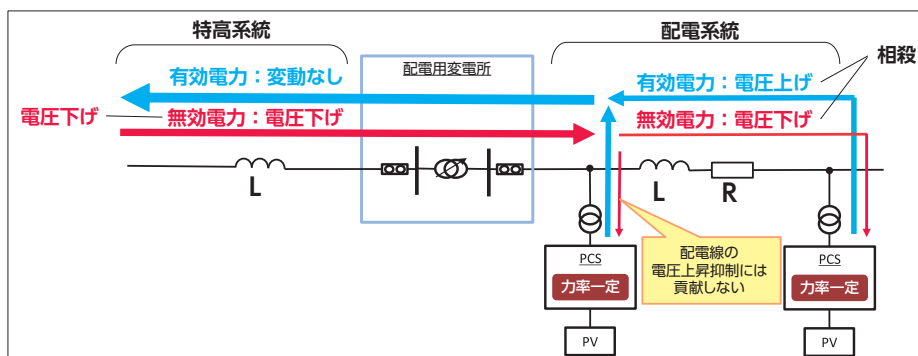 特高系統
配電系統
相殺
配電用変電所
有効電力：変動なし
有効電力：電圧上げ
電圧下げ
無効電力：電圧下げ
無効電力：電圧下げ
L
L
R
PCS
力率一定
配電線の
電圧上昇抑制には
貢献しない
PCS
力率一定
PV
PV